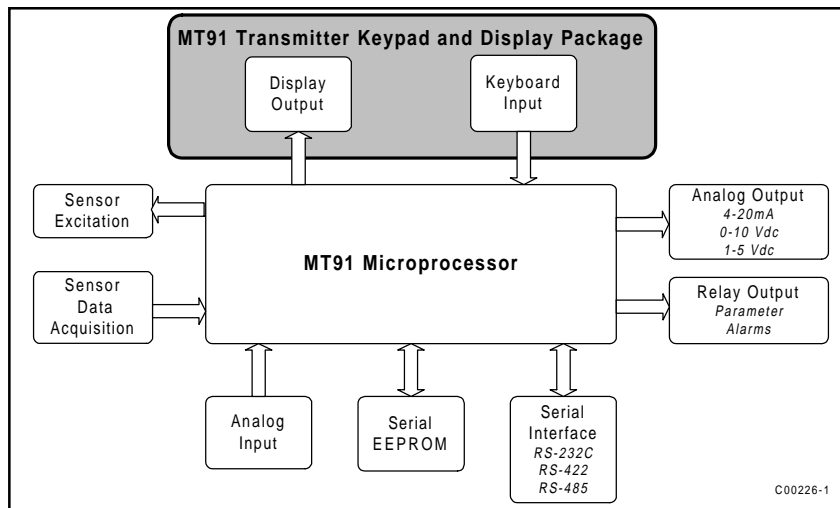 MT91 Transmitter Keypad and Display Package
Display
Output
Keyboard
Input
Sensor
Excitation
MT91 Microprocessor
Analog Output
4-20mA
0-10 Vdc
1-5 Vdc
Sensor
Data
Acquisition
Relay Output
Parameter
Alarms
Analog
Input
Serial
EEPROM
Serial
Interface
RS-232C
RS-422
RS-485
C00226-1